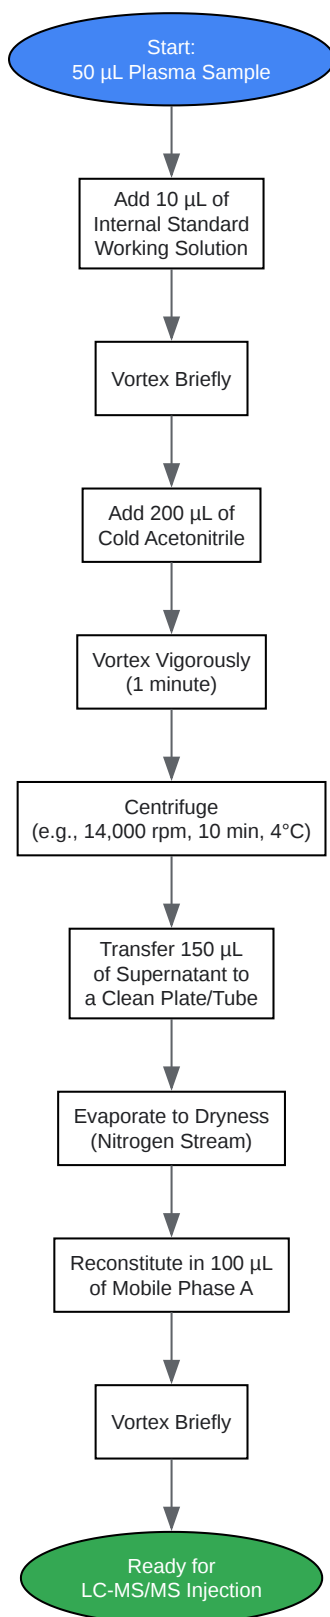 Start:
50 µL Plasma Sample
Add 10 µL of
Internal Standard
Working Solution
Vortex Briefly
Add 200 µL of
Cold Acetonitrile
Vortex Vigorously
(1 minute)
Centrifuge
(e.g., 14,000 rpm, 10 min, 4°C)
Transfer 150 µL
of Supernatant to
a Clean Plate/Tube
Evaporate to Dryness
(Nitrogen Stream)
Reconstitute in 100 µL
of Mobile Phase A
Vortex Briefly
Ready for
LC-MS/MS Injection